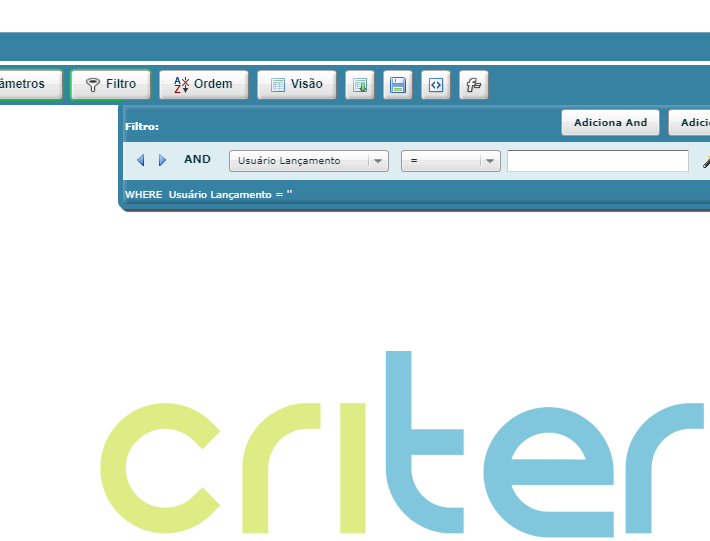 âmetros Filtro Ordem Visão
Filtro: Adiciona And Adici
AND Usuário Lançamento =
WHERE Usuário Lançamento = ''
criter